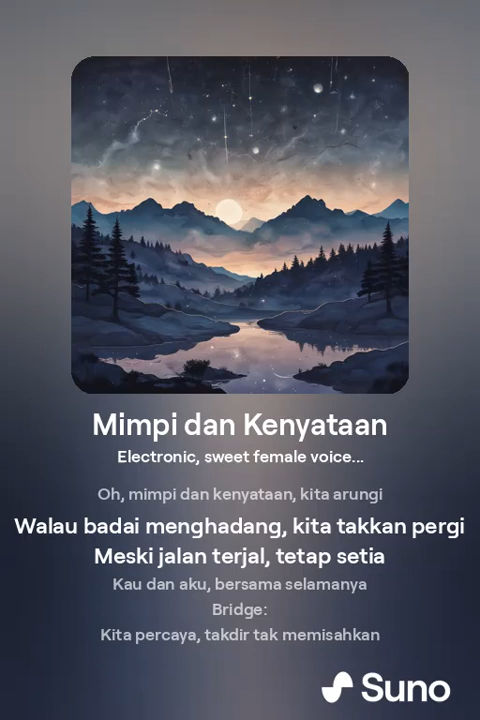 Mimpi dan Kenyataan
Electronic, sweet female voice...
Oh, mimpi dan kenyataan, kita arungi
Walau badai menghadang, kita takkan pergi
Meski jalan terjal, tetap setia
Kau dan aku, bersama selamanya
Bridge:
Kita percaya, takdir tak memisahkan
Suno